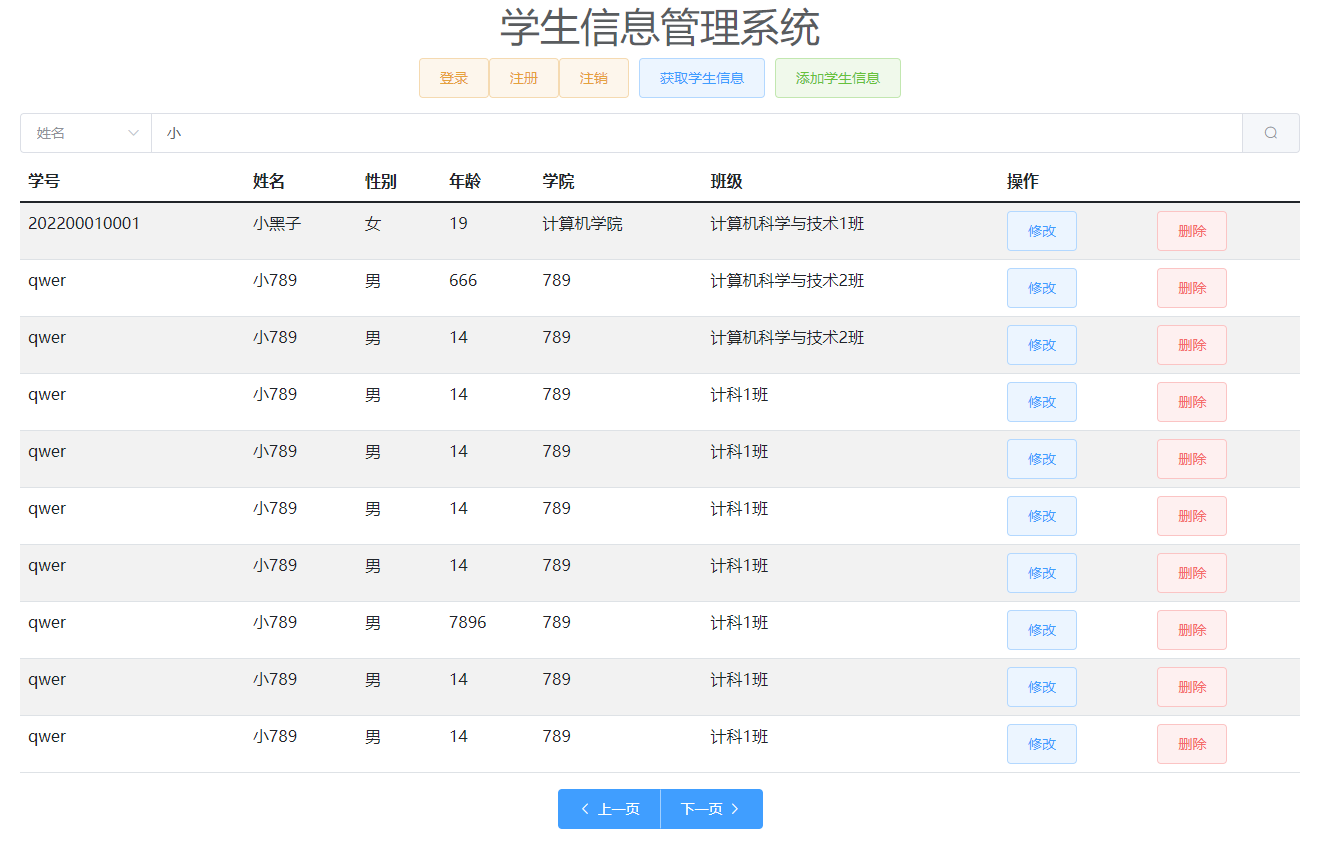 学生信息管理系统
登录 注册 注销 获取学生信息 添加学生信息
姓名 小
学号 姓名 性别 年龄 学院 班级 操作
202200010001 小黑子 女 19 计算机学院 计算机科学与技术1班 修改 删除
qwer 小789 男 666 789 计算机科学与技术2班 修改 删除
qwer 小789 男 14 789 计算机科学与技术2班 修改 删除
qwer 小789 男 14 789 计科1班 修改 删除
qwer 小789 男 14 789 计科1班 修改 删除
qwer 小789 男 14 789 计科1班 修改 删除
qwer 小789 男 14 789 计科1班 修改 删除
qwer 小789 男 7896 789 计科1班 修改 删除
qwer 小789 男 14 789 计科1班 修改 删除
qwer 小789 男 14 789 计科1班 修改 删除
上一页 下一页